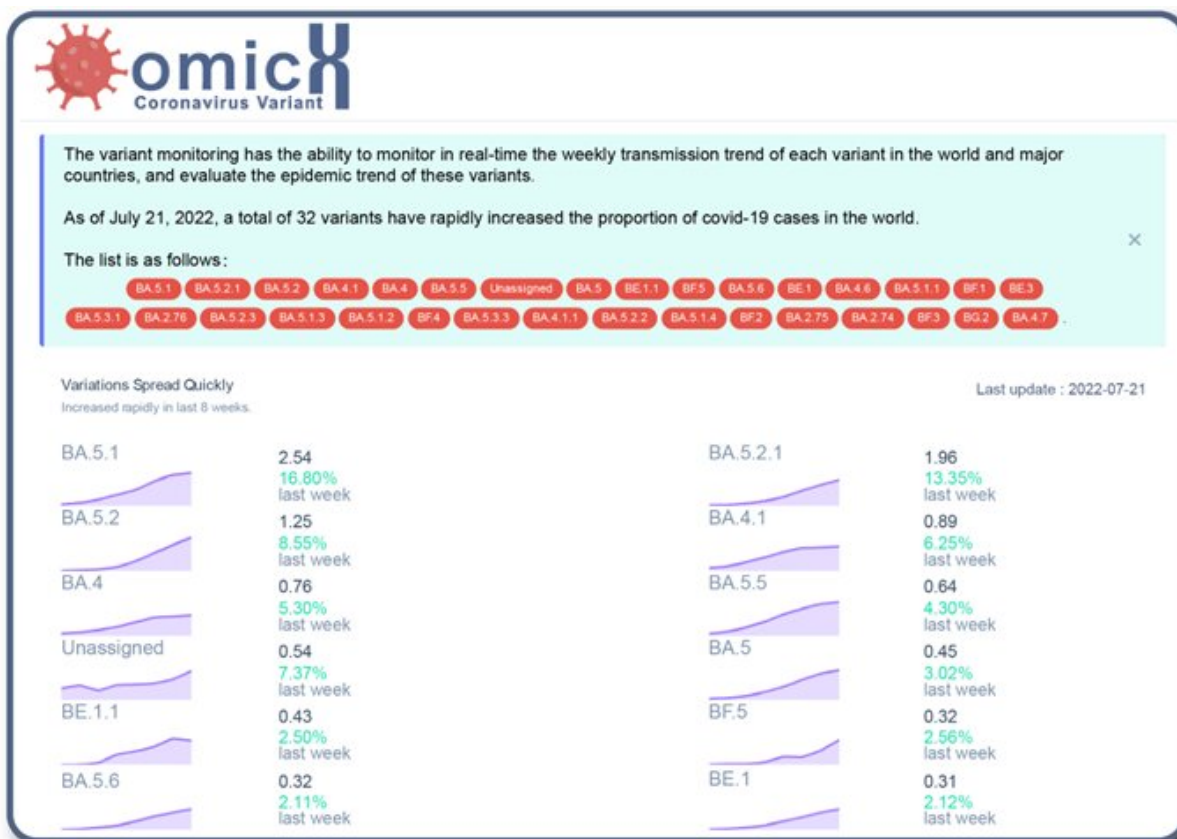 omicX
Coronavirus Variant
The variant monitoring has the ability to monitor in real-time the weekly transmission trend of each variant in the world and major
countries, and evaluate the epidemic trend of these variants.
As of July 21, 2022, a total of 32 variants have rapidly increased the proportion of covid-19 cases in the world.
×
The list is as follows:
BA.5.1 BA.5.2.1 BA.5.2 BA.4.1 BA.4 BA.5.5 Unassigned BA.5 BE.1.1 BF.5 BA.5.6 BE.1 BA.4.6 BA.5.1.1 BF.1 BE.3
BA.5.3.1 BA.2.76 BA.5.2.3 BA.5.1.3 BA.5.1.2 BF.4 BA.5.3.3 BA.4.1.1 BA.5.2.2 BA.5.1.4 BF.2 BA.2.75 BA.2.74 BF.3 BG.2 BA.4.7 .
Variations Spread Quickly
Increased rapidly in last 8 weeks.
Last update : 2022-07-21
BA.5.1
2.54
16.80%
last week
BA.5.2.1
1.96
13.35%
last week
BA.5.2
1.25
8.55%
last week
BA.4.1
0.89
6.25%
last week
BA.4
0.76
5.30%
last week
BA.5.5
0.64
4.30%
last week
Unassigned
0.54
7.37%
last week
BA.5
0.45
3.02%
last week
BE.1.1
0.43
2.50%
last week
BF.5
0.32
2.56%
last week
BA.5.6
0.32
2.11%
last week
BE.1
0.31
2.12%
last week